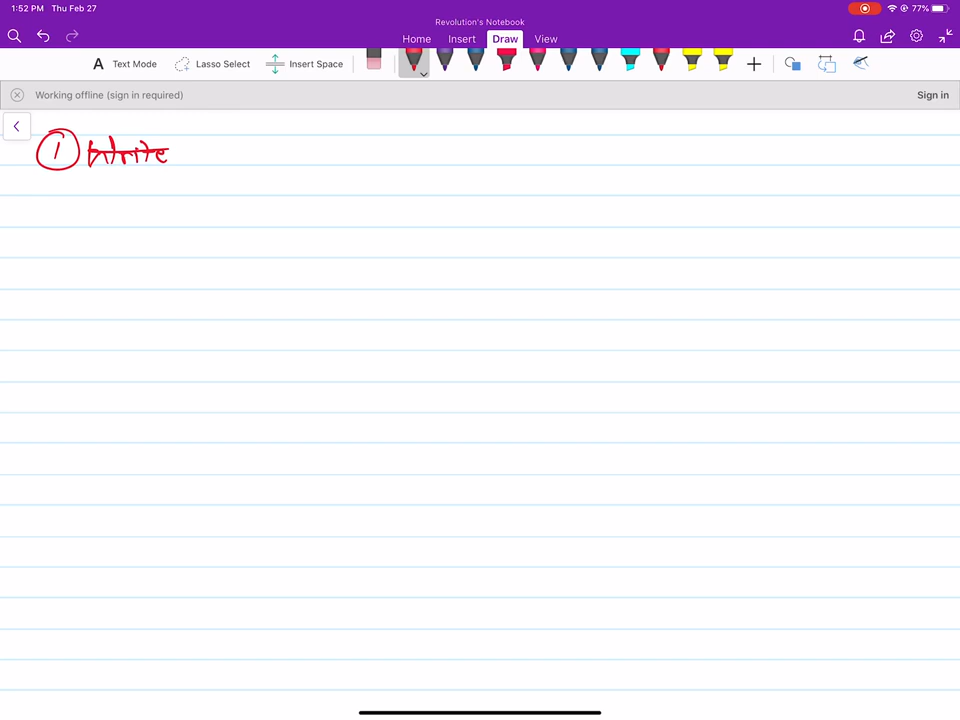 1:52 PM Thu Feb 27
77%
Revolution's Notebook
Home Insert Draw View
A Text Mode Lasso Select Insert Space
Working offline (sign in required) Sign in
①